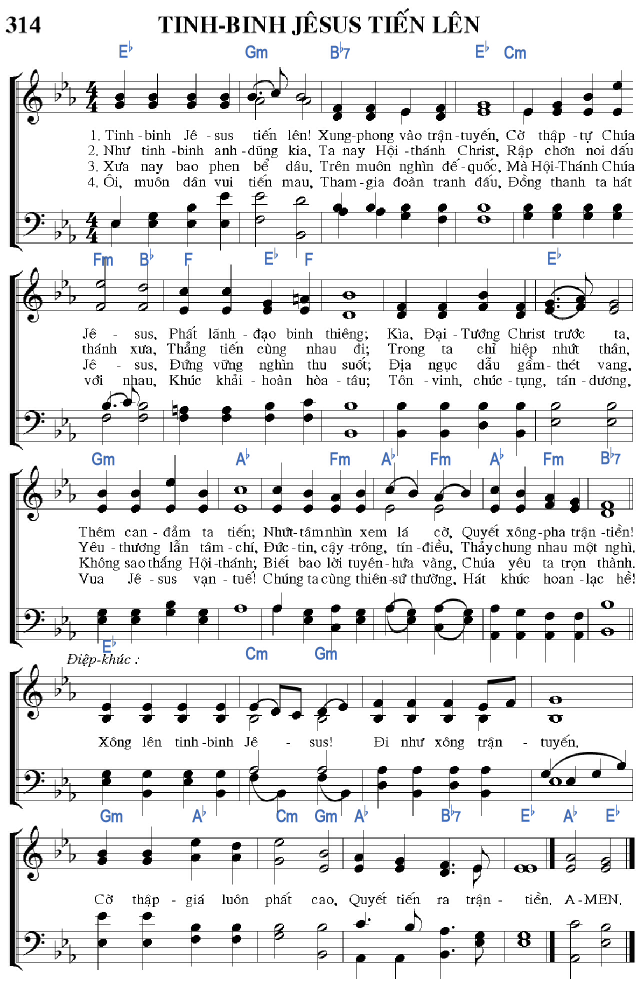 314 TINH-BINH JÊSUS TIẾN LÊN
E♭ Gm B♭7 E♭ Cm
1. Tinh-binh Jê-sus tiến lên! Xung-phong vào trận-tuyến, Cờ thập-tự Chúa
2. Như tinh-binh anh-dũng kia, Ta nay Hội-thánh Christ, Rập chơn noi dấu
3. Xưa nay bao phen bể dâu, Trên muôn nghìn đế-quốc, Mà Hội-Thánh Chúa
4. Ôi, muôn dân vui tiến mau, Tham-gia đoàn tranh đấu, Đồng thanh ta hát
Fm B♭ F E♭ F E♭
Jê-sus, Phất lãnh-đạo binh thiêng; Kìa, Đại-Tướng Christ trước ta,
thánh xưa, Thẳng tiến cùng nhau đi; Trong ta chỉ hiệp nhứt thân,
Jê-sus, Đứng vững nghìn thu suốt; Địa ngục dẫu gầm-thét vang,
với nhau, Khúc khải-hoàn hòa-tấu; Tôn-vinh, chúc-tụng, tán-dương,
Gm A♭ Fm A♭ Fm A♭ Fm B♭7
Thêm can-đảm ta tiến; Nhứt-tâm nhìn xem lá cờ, Quyết xông-pha trận-tiền!
Yêu-thương lẫn tâm-chí, Đức-tin, cậy-trông, tín-điều, Thảy chung nhau một nghì.
Không sao thắng Hội-thánh; Biết bao lời tuyên-hứa vàng, Chúa yêu ta trọn thành.
Vua Jê-sus vạn-tuế! Chúng ta cùng thiên-sứ thường, Hát khúc hoan-lạc hề!
E♭ Cm Gm
Điệp-khúc :
Xông lên tinh-binh Jê-sus! Đi như xông trận-tuyến,
Gm A♭ Cm Gm A♭ B♭7 E♭ A♭ E♭
Cờ thập-giá luôn phất cao, Quyết tiến ra trận-tiền. A-MEN.